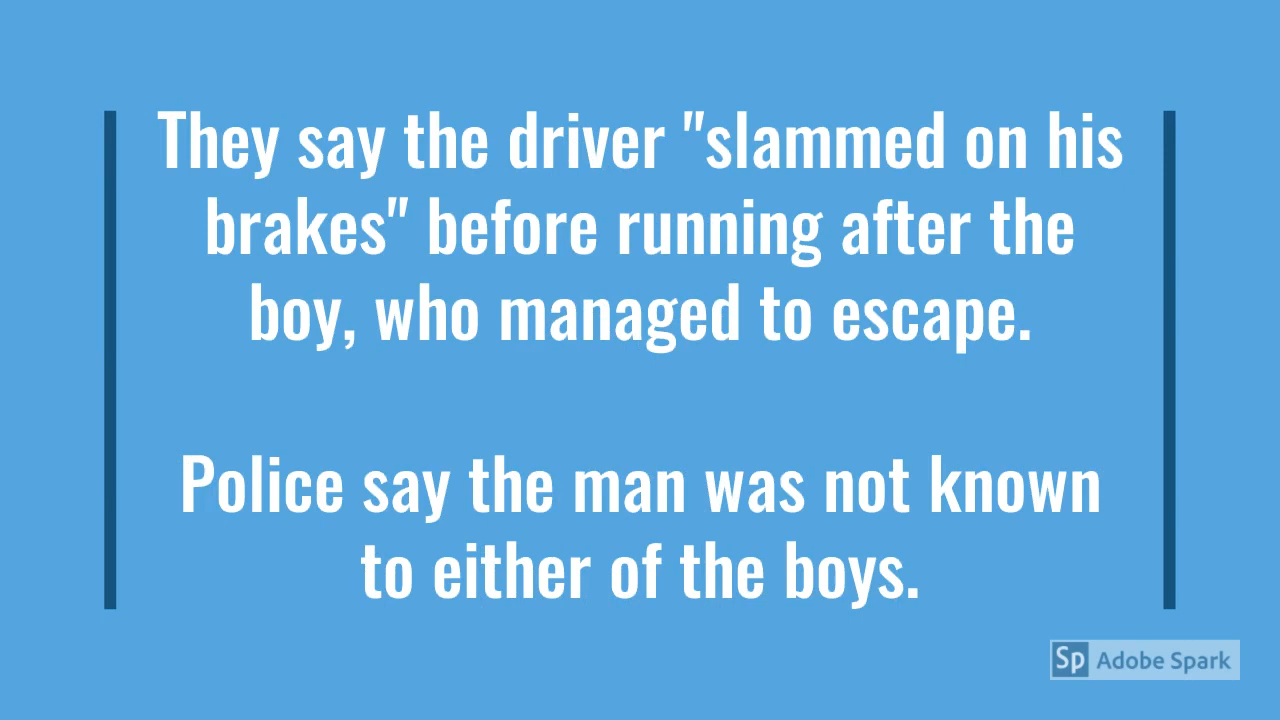 They say the driver "slammed on his
brakes" before running after the
boy, who managed to escape.
Police say the man was not known
to either of the boys.
Sp Adobe Spark